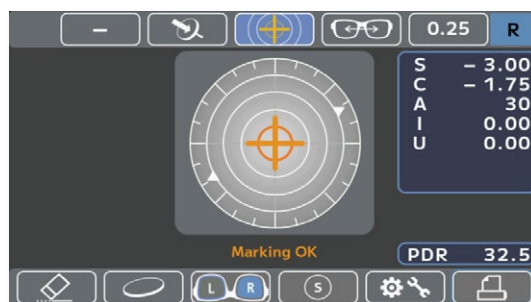 – 0.25 R
S – 3.00
C – 1.75
A 30
I 0.00
U 0.00
Marking OK
PDR 32.5
L R S